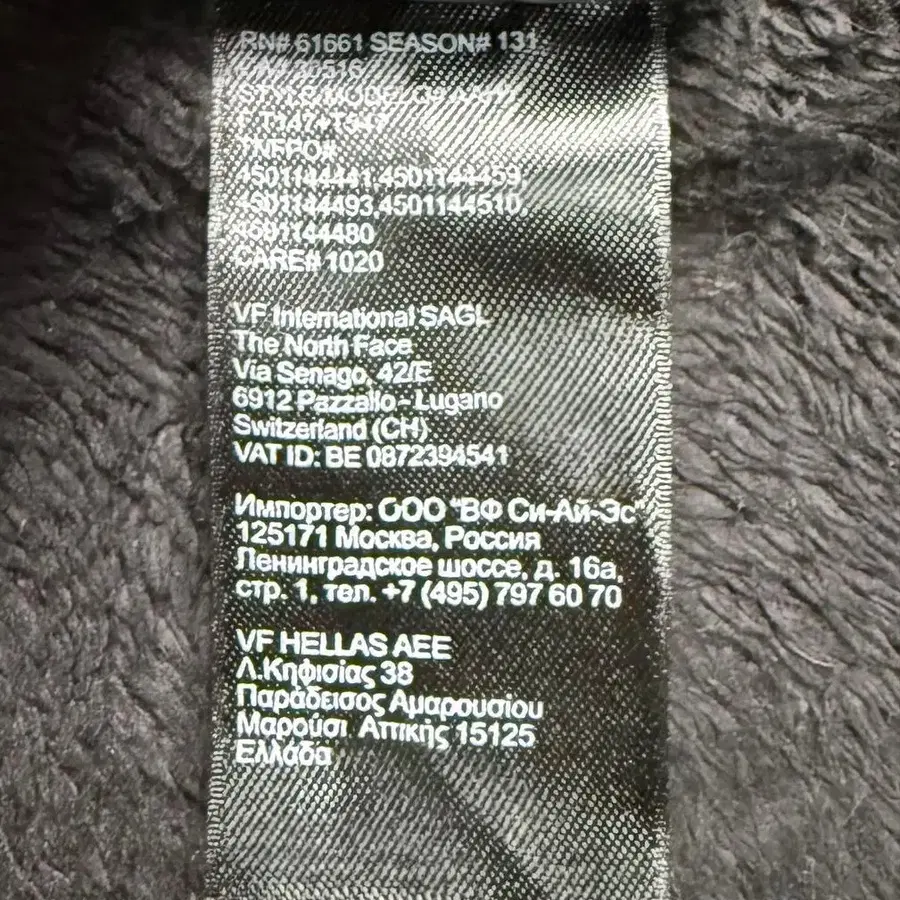 RN# 61661 SEASON# 131
TNFPO#
4501144441,4501144459,
4501144493,4501144510,
4501144480
CARE# 1020
VF International SAGL
The North Face
Via Senago, 42/E
6912 Pazzallo - Lugano
Switzerland (CH)
VAT ID: BE 0872394541
Импортер: ООО "ВФ Си-Ай-Эс"
125171 Москва, Россия
Ленинградское шоссе, д. 16а,
стр. 1, тел. +7 (495) 797 60 70
VF HELLAS AEE
Λ.Κηφισίας 38
Παράδεισος Αμαρουσίου
Μαρούσι Αττικής 15125
Ελλάδα